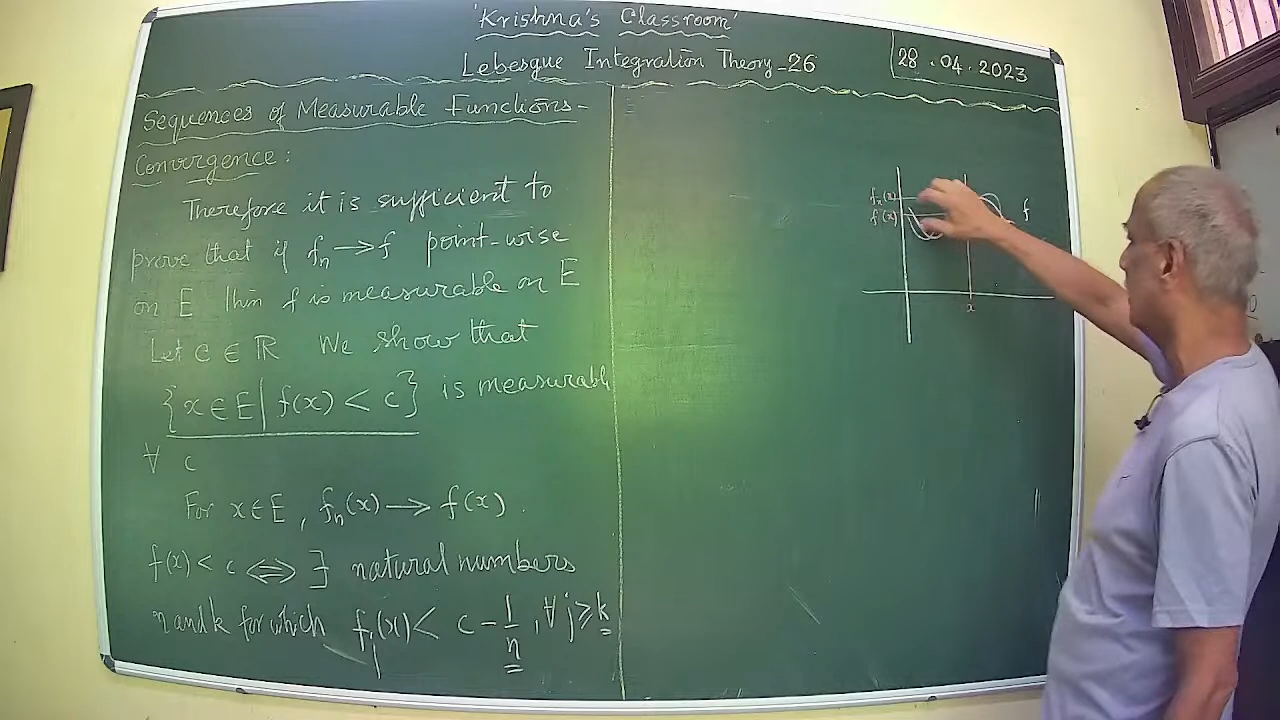 'Krishna's Classroom'
Lebesgue Integration Theory-26
28.04.2023
Sequences of Measurable Functions-
Convergence:
Therefore it is sufficient to
prove that if fₙ → f point-wise
on E then f is measurable on E
Let c ∈ ℝ We show that
{x ∈ E | f(x) < c} is measurable
∀ c
For x ∈ E, fₙ(x) → f(x).
f(x) < c ⇔ ∃ natural numbers
n and k for which fⱼ(x) < c - 1/n, ∀ j ≥ k
fₙ(x)
f(x)
f
x